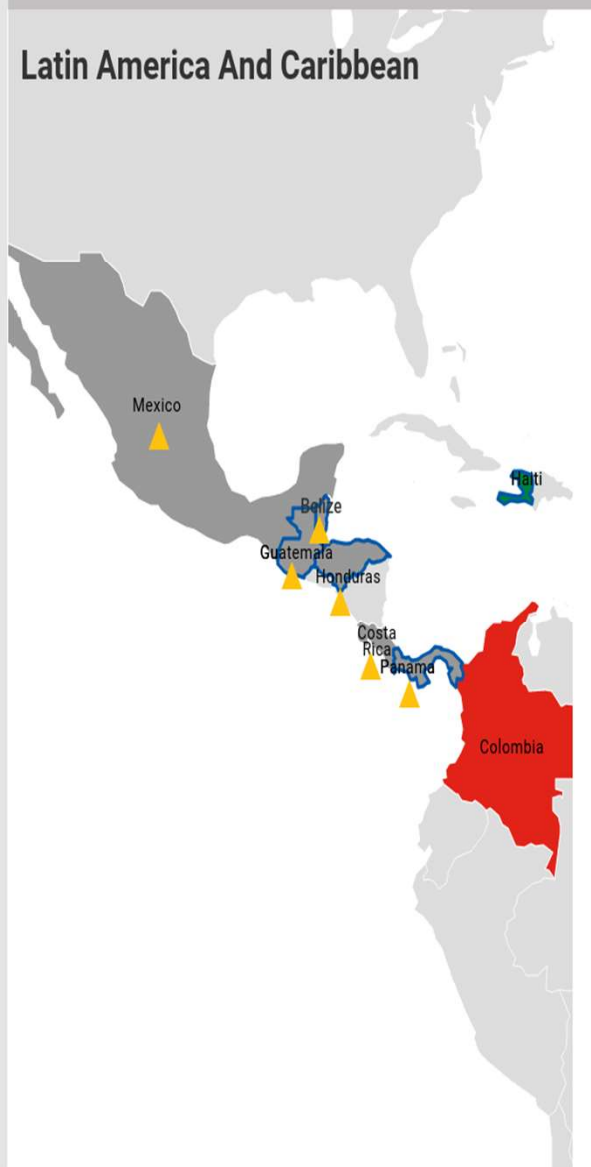 Latin America And Caribbean
Mexico
Haiti
Belize
Guatemala
Honduras
Costa
Rica
Panama
Colombia